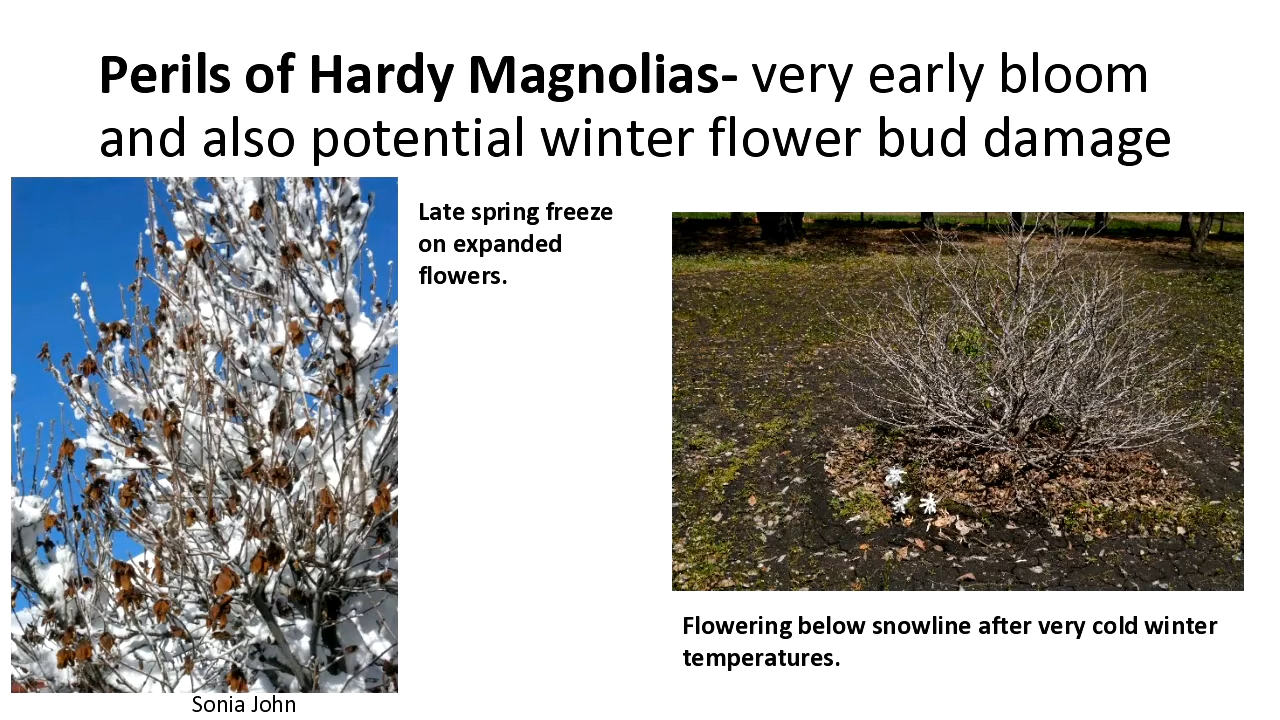 Perils of Hardy Magnolias- very early bloom
and also potential winter flower bud damage
Late spring freeze
on expanded
flowers.
Flowering below snowline after very cold winter
temperatures.
Sonia John